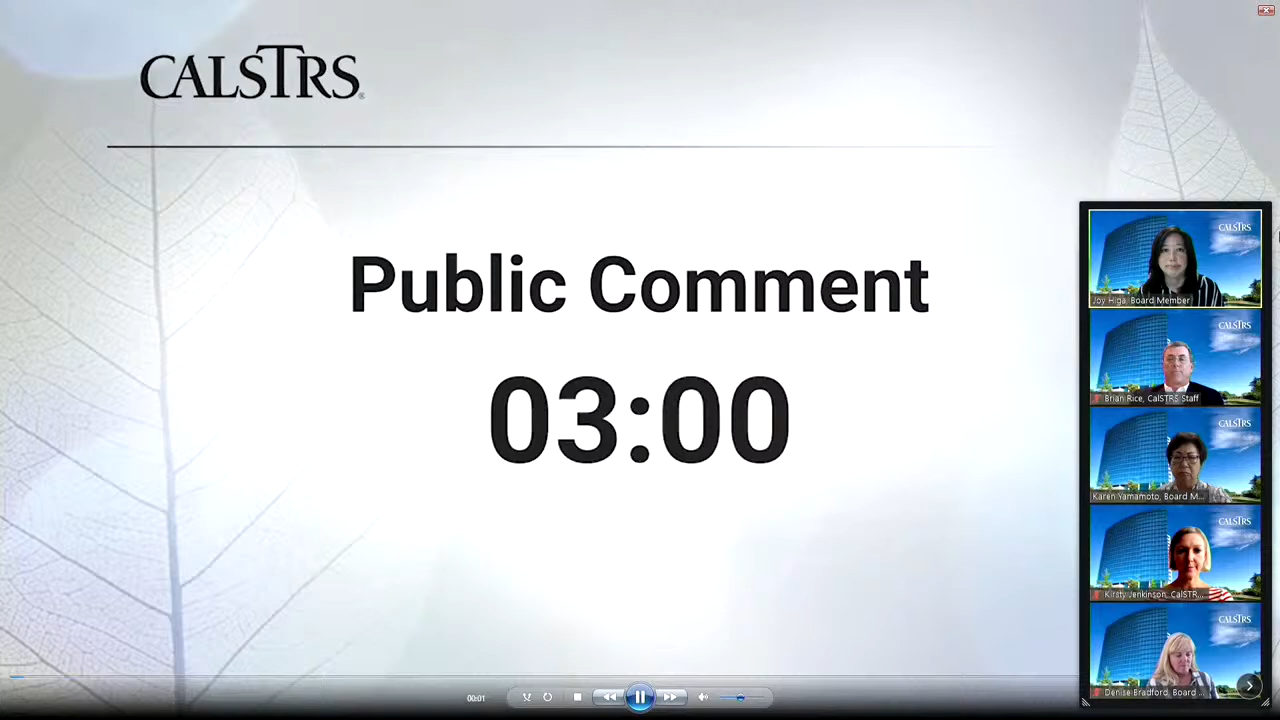 CALSTRS®
Public Comment
03:00
CALSTRS
Joy Higa, Board Member
CALSTRS
Brian Rice, CalSTRS Staff
CALSTRS
Karen Yamamoto, Board M...
CALSTRS
Kirsty Jenkinson, CalSTR...
CALSTRS
Denise Bradford, Board ...
00:01